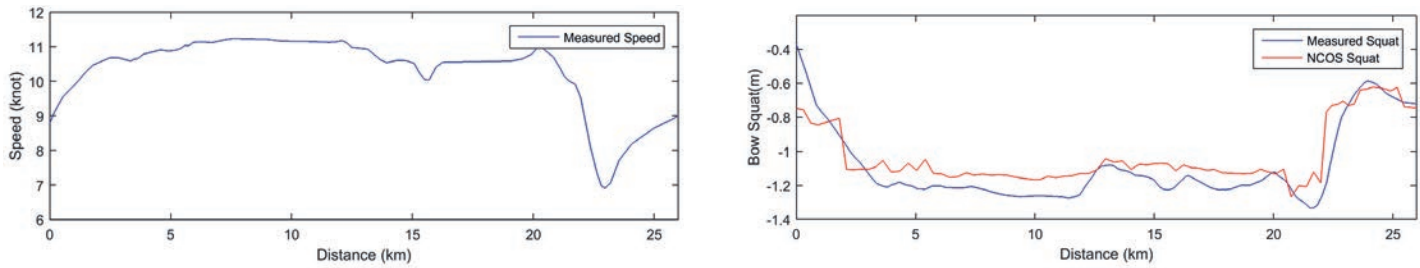 12
11
10
9
8
7
6
Speed (knot)
Measured Speed
0 5 10 15 20 25
Distance (km)
-0.4
-0.6
-0.8
-1
-1.2
-1.4
Bow Squat(m)
Measured Squat
NCOS Squat
0 5 10 15 20 25
Distance (km)